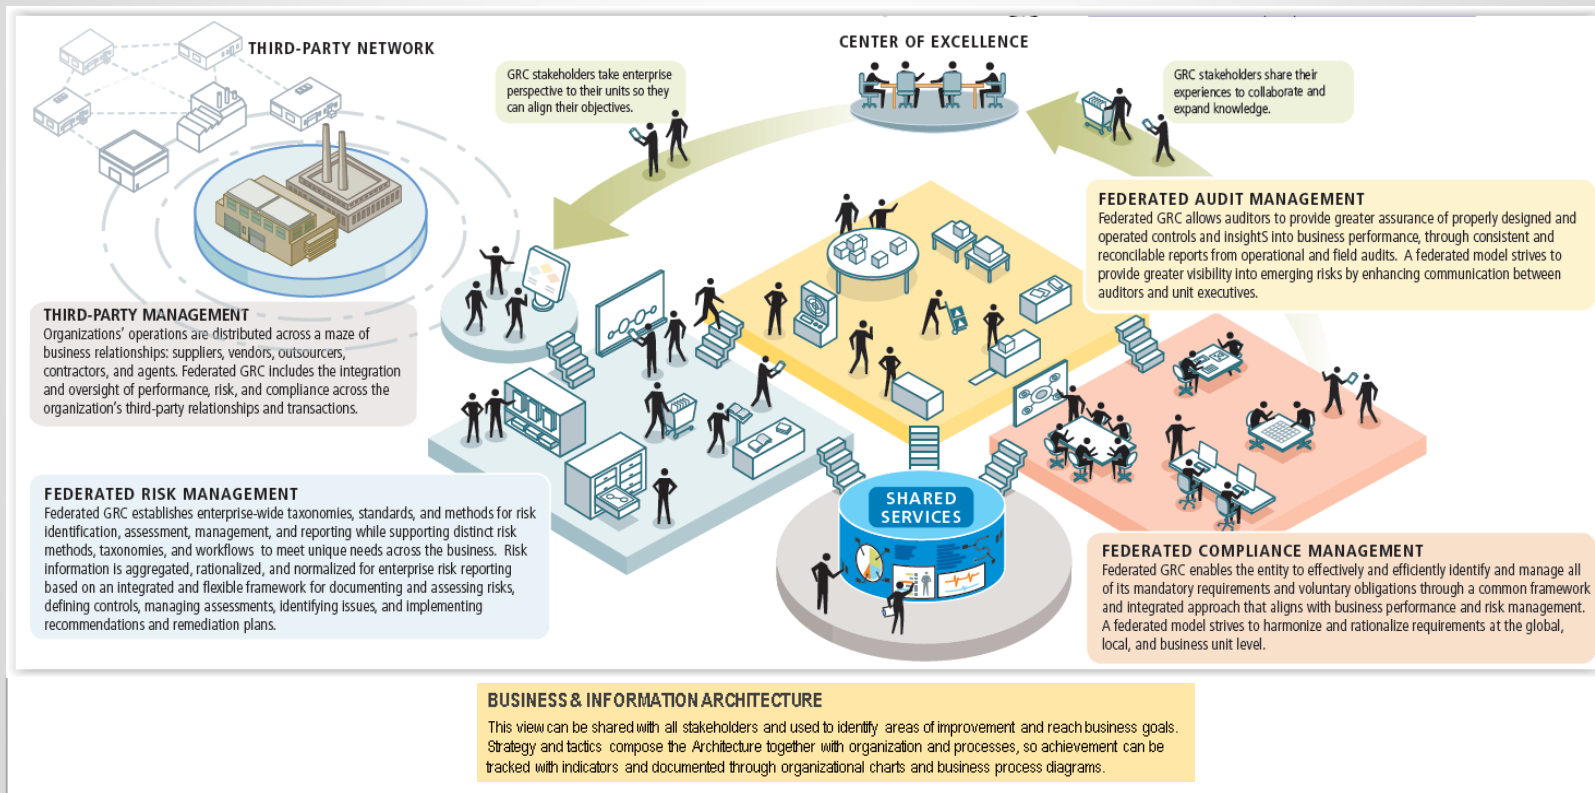 THIRD-PARTY NETWORK
CENTER OF EXCELLENCE
GRC stakeholders take enterprise
perspective to their units so they
can align their objectives.
GRC stakeholders share their
experiences to collaborate and
expand knowledge.
FEDERATED AUDIT MANAGEMENT
Federated GRC allows auditors to provide greater assurance of properly designed and
operated controls and insightS into business performance, through consistent and
reconcilable reports from operational and field audits. A federated model strives to
provide greater visibility into emerging risks by enhancing communication between
auditors and unit executives.
THIRD-PARTY MANAGEMENT
Organizations' operations are distributed across a maze of
business relationships: suppliers, vendors, outsourcers,
contractors, and agents. Federated GRC includes the integration
and oversight of performance, risk, and compliance across the
organization's third-party relationships and transactions.
FEDERATED RISK MANAGEMENT
Federated GRC establishes enterprise-wide taxonomies, standards, and methods for risk
identification, assessment, management, and reporting while supporting distinct risk
methods, taxonomies, and workflows to meet unique needs across the business. Risk
information is aggregated, rationalized, and normalized for enterprise risk reporting
based on an integrated and flexible framework for documenting and assessing risks,
defining controls, managing assessments, identifying issues, and implementing
recommendations and remediation plans.
SHARED
SERVICES
FEDERATED COMPLIANCE MANAGEMENT
Federated GRC enables the entity to effectively and efficiently identify and manage all
of its mandatory requirements and voluntary obligations through a common framework
and integrated approach that aligns with business performance and risk management.
A federated model strives to harmonize and rationalize requirements at the global,
local, and business unit level.
BUSINESS & INFORMATION ARCHITECTURE
This view can be shared with all stakeholders and used to identify areas of improvement and reach business goals.
Strategy and tactics compose the Architecture together with organization and processes, so achievement can be
tracked with indicators and documented through organizational charts and business process diagrams.